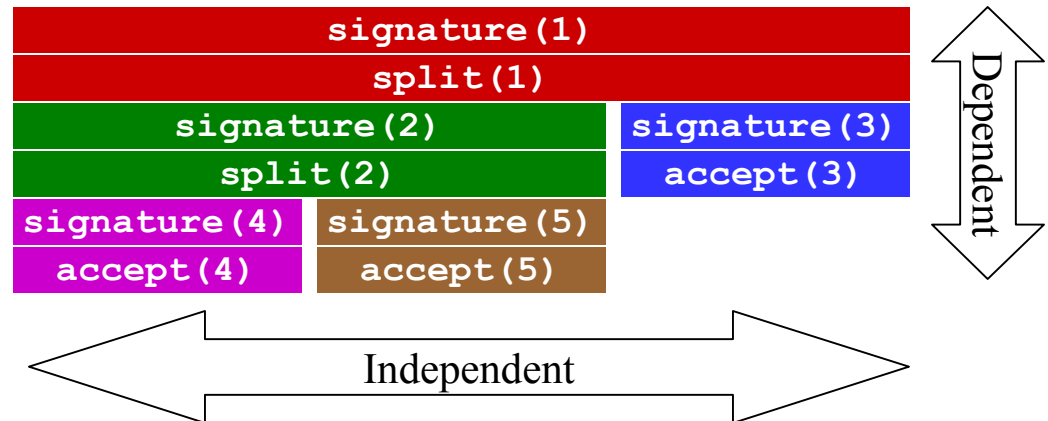 signature(1)
split(1)
signature(2)
signature(3)
split(2)
accept(3)
signature(4)
signature(5)
accept(4)
accept(5)
Dependent
Independent